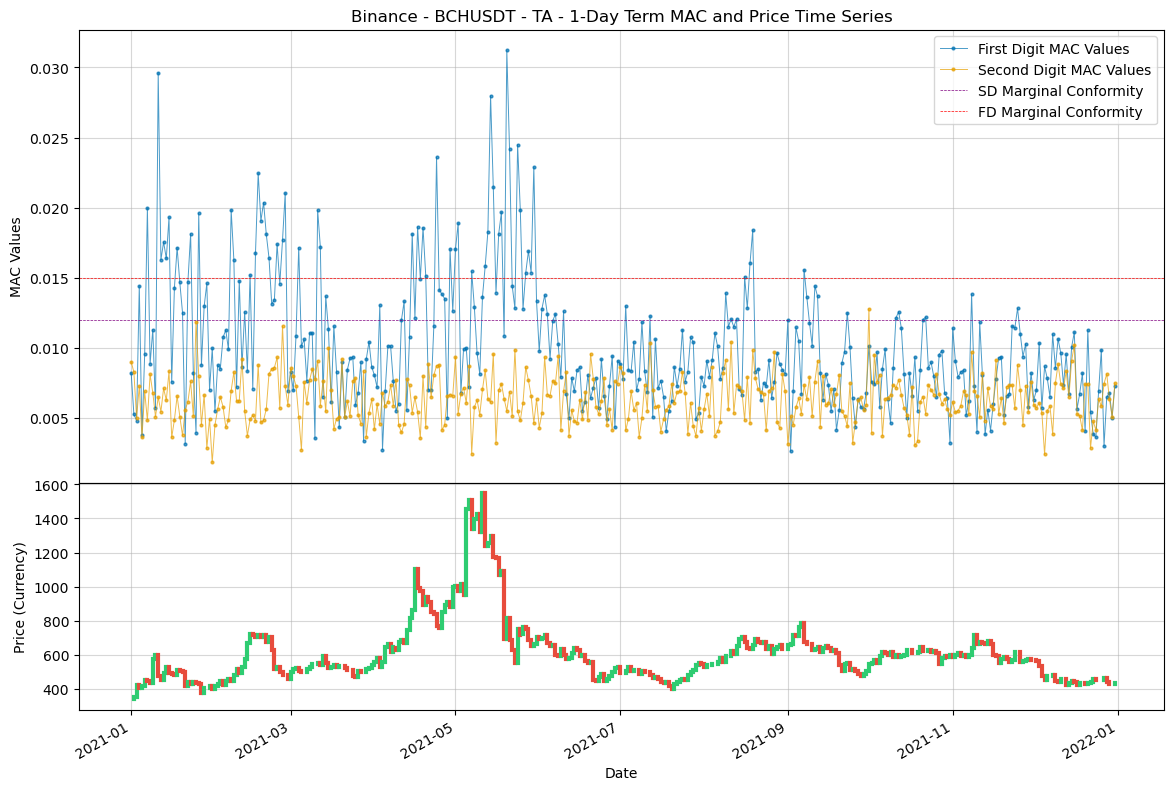 Binance - BCHUSDT - TA - 1-Day Term MAC and Price Time Series
First Digit MAC Values
Second Digit MAC Values
SD Marginal Conformity
FD Marginal Conformity
MAC Values
0.030
0.025
0.020
0.015
0.010
0.005
Price (Currency)
1600
1400
1200
1000
800
600
400
2021-01
2021-03
2021-05
2021-07
2021-09
2021-11
2022-01
Date